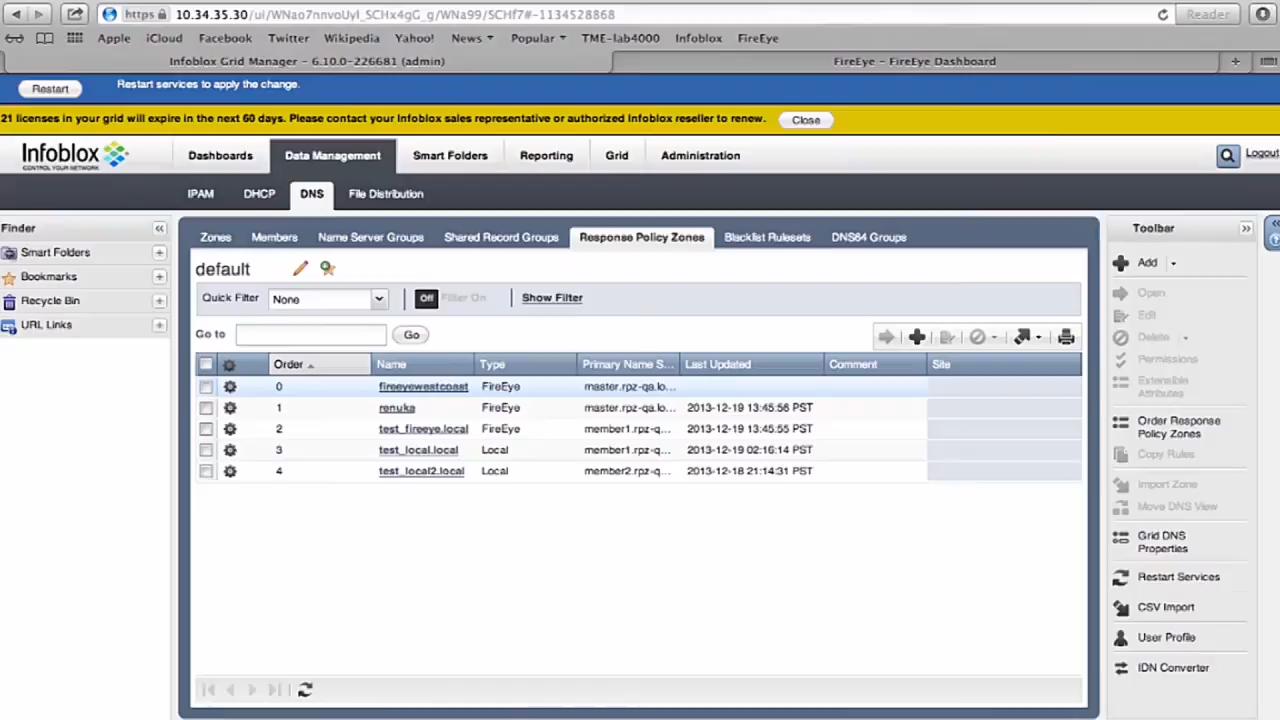 https 10.34.35.30/ui/WNao7nnvoUyI_SCHx4gG_g/WNa99/SCHf7#-1134528868 Reader
Apple iCloud Facebook Twitter Wikipedia Yahoo! News Popular TME-lab4000 Infoblox FireEye
Infoblox Grid Manager - 6.10.0-226681 (admin) FireEye - FireEye Dashboard +
Restart Restart services to apply the change.
21 licenses in your grid will expire in the next 60 days. Please contact your Infoblox sales representative or authorized Infoblox reseller to renew. Close
Infoblox Dashboards Data Management Smart Folders Reporting Grid Administration Logout
CONTROL YOUR NETWORK
IPAM DHCP DNS File Distribution
Finder
Smart Folders
Bookmarks
Recycle Bin
URL Links
Zones Members Name Server Groups Shared Record Groups Response Policy Zones Blacklist Rulesets DNS64 Groups
default
Quick Filter None Off Filter On Show Filter
Go to Go
Order Name Type Primary Name S... Last Updated Comment Site
0 fireeyewestcoast FireEye master.rpz-qa.lo...
1 renuka FireEye master.rpz-qa.lo... 2013-12-19 13:45:56 PST
2 test_fireeye.local FireEye member1.rpz-q... 2013-12-19 13:45:55 PST
3 test_local.local Local member1.rpz-q... 2013-12-19 02:16:14 PST
4 test_local2.local Local member2.rpz-q... 2013-12-18 21:14:31 PST
Toolbar
Add
Open
Edit
Delete
Permissions
Extensible
Attributes
Order Response
Policy Zones
Copy Rules
Import Zone
Move DNS View
Grid DNS
Properties
Restart Services
CSV Import
User Profile
IDN Converter